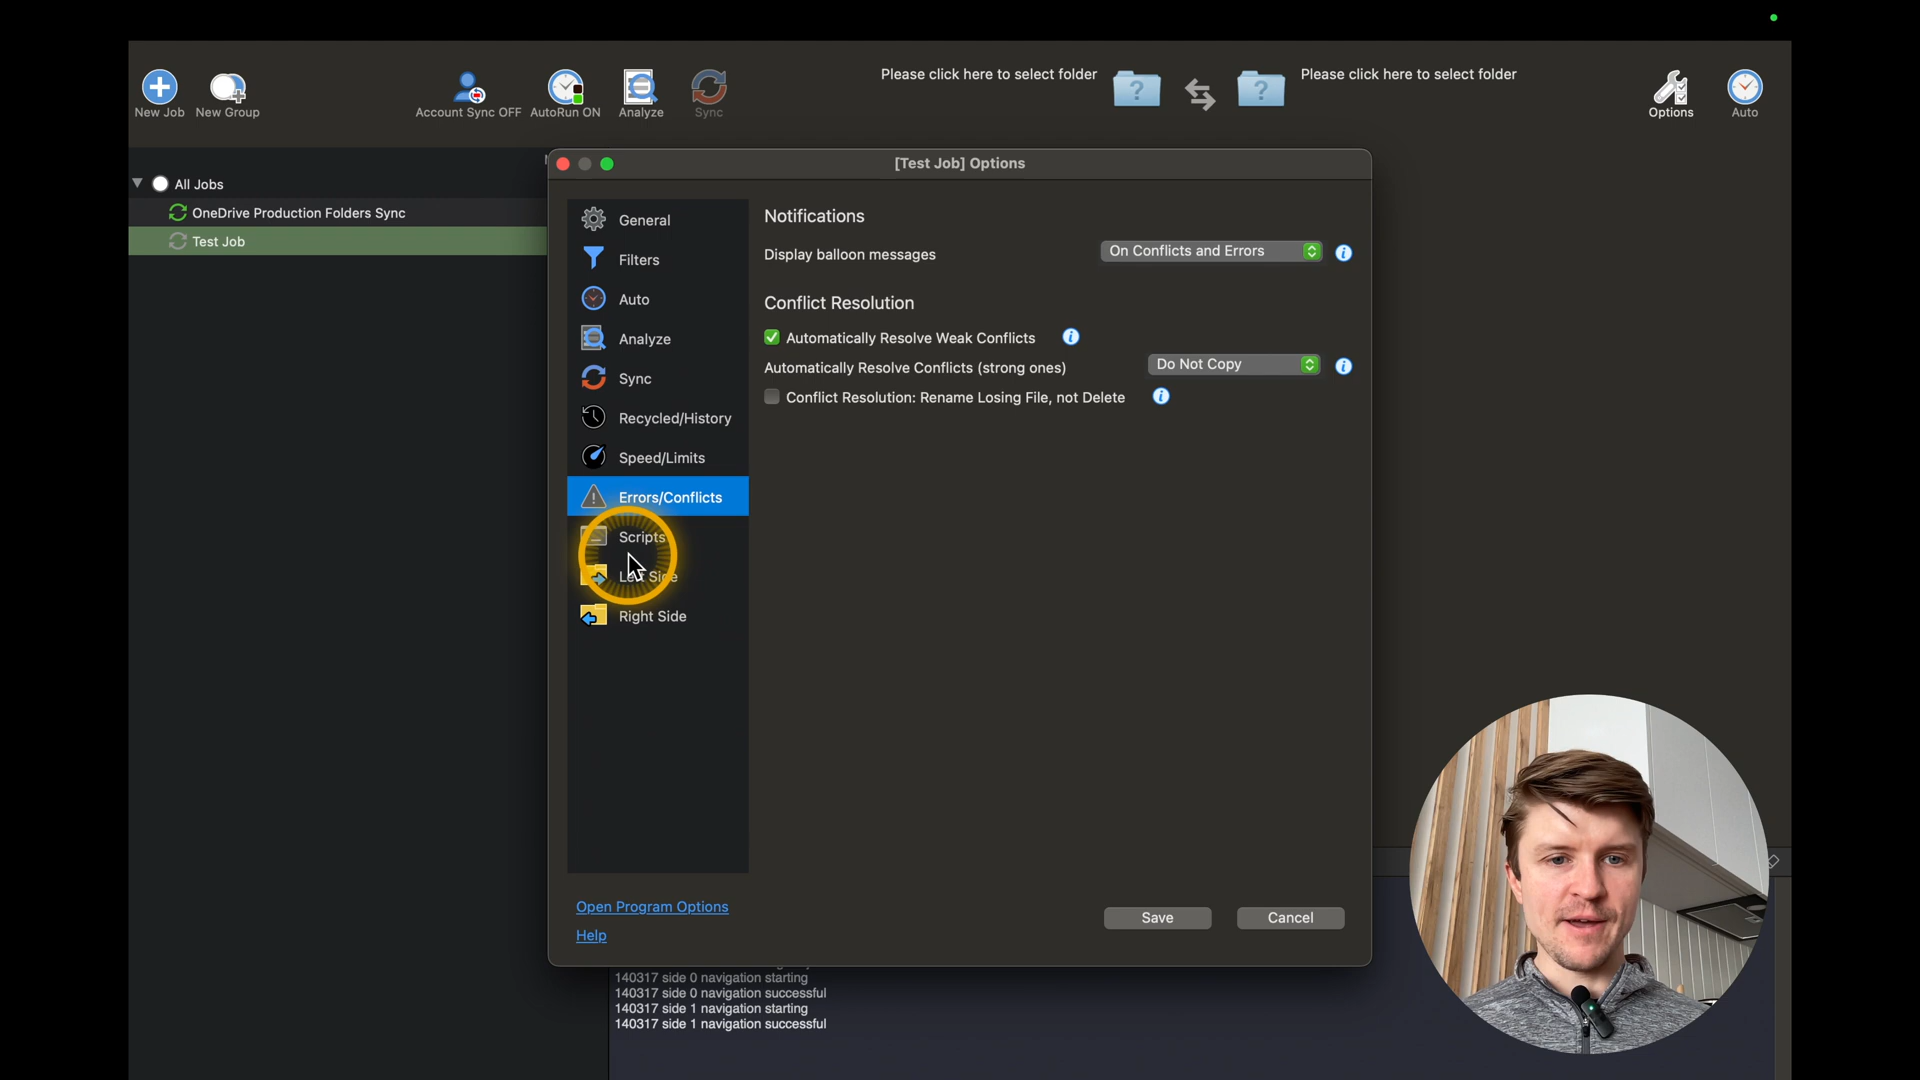 New Job
New Group
Account Sync OFF
AutoRun ON
Analyze
Sync
Please click here to select folder
?
?
Please click here to select folder
Options
Auto
All Jobs
OneDrive Production Folders Sync
Test Job
[Test Job] Options
General
Filters
Auto
Analyze
Sync
Recycled/History
Speed/Limits
Errors/Conflicts
Scripts
Left Side
Right Side
Notifications
Display balloon messages
On Conflicts and Errors
Conflict Resolution
Automatically Resolve Weak Conflicts
Automatically Resolve Conflicts (strong ones)
Do Not Copy
Conflict Resolution: Rename Losing File, not Delete
Open Program Options
Help
Save
Cancel
140317 side 0 navigation starting
140317 side 0 navigation successful
140317 side 1 navigation starting
140317 side 1 navigation successful